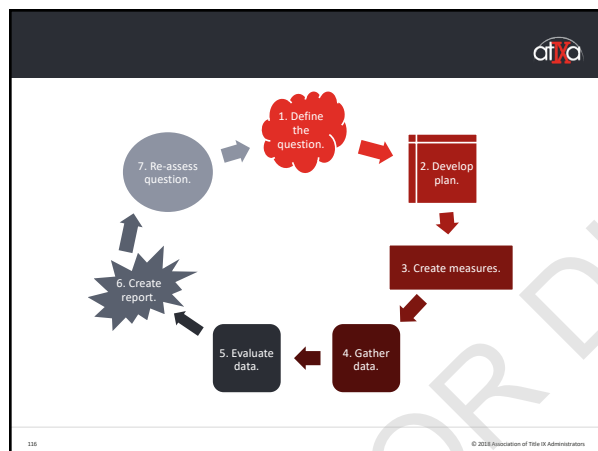 atIXa
1. Define
the
question.
2. Develop
plan.
3. Create measures.
4. Gather
data.
5. Evaluate
data.
6. Create
report.
7. Re-assess
question.
116
© 2018 Association of Title IX Administrators